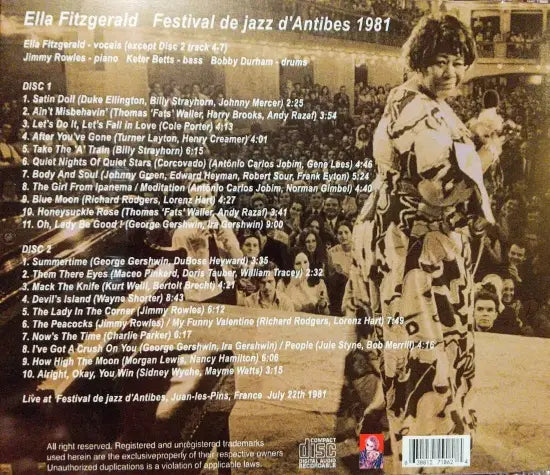 Ella Fitzgerald   Festival de jazz d'Antibes 1981
Ella Fitzgerald - vocals (except Disc 2 track 4-7)
Jimmy Rowles - piano   Keter Betts - bass   Bobby Durham - drums
DISC 1
1. Satin Doll (Duke Ellington, Billy Strayhorn, Johnny Mercer) 2:25
2. Ain't Misbehavin' (Thomas 'Fats' Waller, Harry Brooks, Andy Razaf) 3:54
3. Let's Do It, Let's Fall in Love (Cole Porter) 4:13
4. After You've Gone (Turner Layton, Henry Creamer) 4:01
5. Take The 'A' Train (Billy Strayhorn) 6:15
6. Quiet Nights Of Quiet Stars (Corcovado) (Antônio Carlos Jobim, Gene Lees) 4:46
7. Body And Soul (Johnny Green, Edward Heyman, Robert Sour, Frank Eyton) 5:24
8. The Girl From Ipanema / Meditation (Antônio Carlos Jobim, Norman Gimbel) 4:40
9. Blue Moon (Richard Rodgers, Lorenz Hart) 4:27
10. Honeysuckle Rose (Thomas 'Fats' Waller, Andy Razaf) 3:41
11. Oh, Lady Be Good ! (George Gershwin, Ira Gershwin) 9:00
DISC 2
1. Summertime (George Gershwin, DuBose Heyward) 3:35
2. Them There Eyes (Maceo Pinkard, Doris Tauber, William Tracey) 2:32
3. Mack The Knife (Kurt Weill, Bertolt Brecht) 4:21
4. Devil's Island (Wayne Shorter) 8:43
5. The Lady In The Corner (Jimmy Rowles) 6:12
6. The Peacocks (Jimmy Rowles) / My Funny Valentine (Richard Rodgers, Lorenz Hart) 7:49
7. Now's The Time (Charlie Parker) 6:17
8. I've Got A Crush On You (George Gershwin, Ira Gershwin) / People (Jule Styne, Bob Merrill) 4:16
9. How High The Moon (Morgan Lewis, Nancy Hamilton) 6:06
10. Alright, Okay, You Win (Sidney Wyche, Mayme Watts) 3:15
Live at 'Festival de jazz d'Antibes, Juan-les-Pins, France   July 22th 1981
All right reserved. Registered and unregistered trademarks
used herein are the exclusiveproperty of their respective owners
Unauthorized duplications is a violation of applicable laws.
COMPACT
disc
DIGITAL AUDIO
RECORDABLE